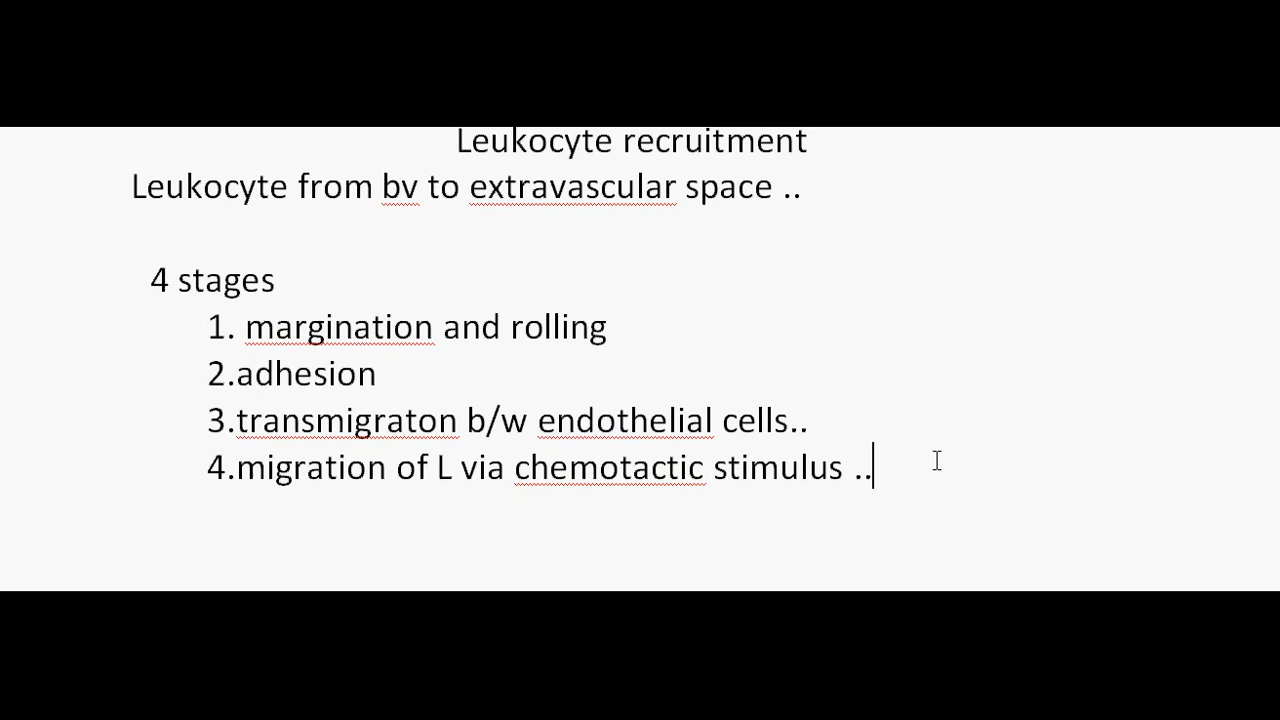 Leukocyte recruitment
Leukocyte from bv to extravascular space ..
4 stages
1. margination and rolling
2.adhesion
3.transmigraton b/w endothelial cells..
4.migration of L via chemotactic stimulus ..